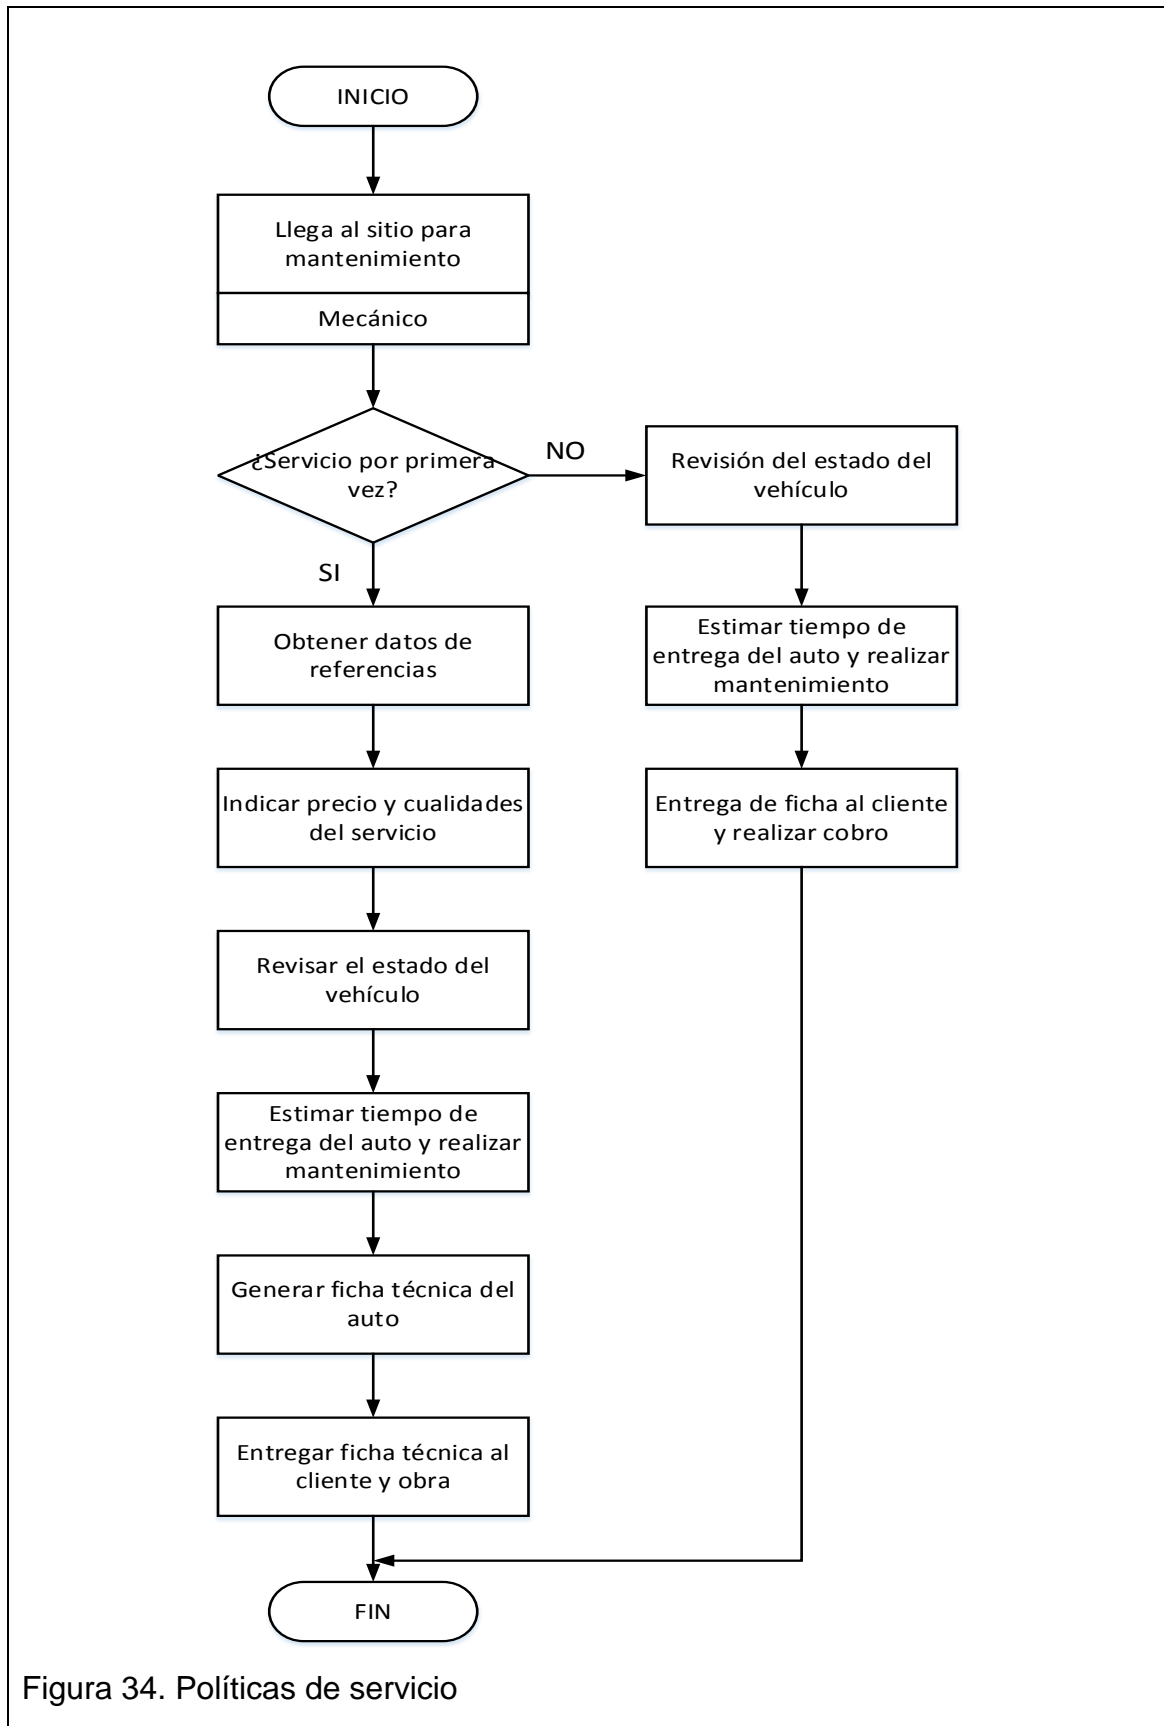 INICIO
Llega al sitio para
mantenimiento
Mecánico
¿Servicio por primera
vez?
NO
SI
Revisión del estado del
vehículo
Estimar tiempo de
entrega del auto y realizar
mantenimiento
Entrega de ficha al cliente
y realizar cobro
Obtener datos de
referencias
Indicar precio y cualidades
del servicio
Revisar el estado del
vehículo
Estimar tiempo de
entrega del auto y realizar
mantenimiento
Generar ficha técnica del
auto
Entregar ficha técnica al
cliente y obra
FIN
Figura 34. Políticas de servicio